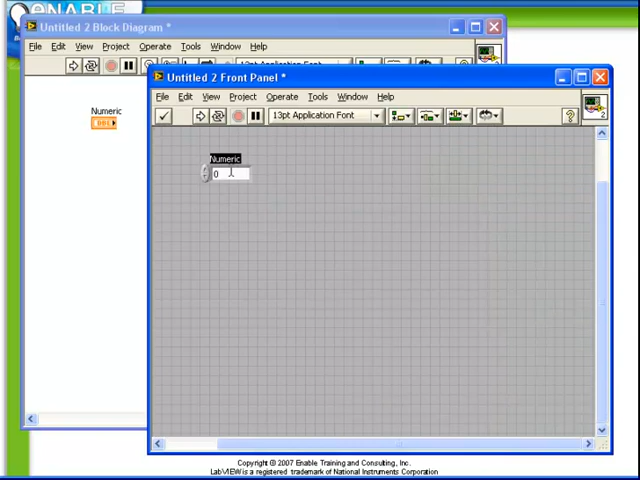 ENABLE
Untitled 2 Block Diagram *
File Edit View Project Operate Tools Window Help
Numeric
Untitled 2 Front Panel *
File Edit View Project Operate Tools Window Help
13pt Application Font
2
Numeric
0
Copyright © 2007 Enable Training and Consulting, Inc.
LabVIEW is a registered trademark of National Instruments Corporation